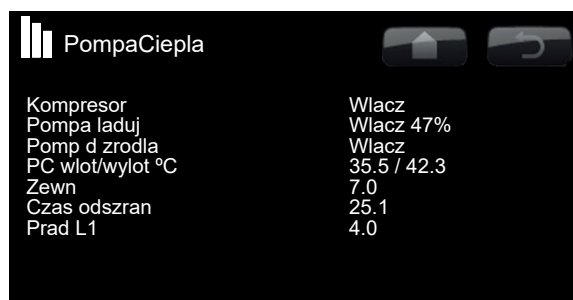 PompaCiepla
Kompresor Wlacz
Pompa laduj Wlacz 47%
Pomp d zrodla Wlacz
PC wlot/wylot ºC 35.5 / 42.3
Zewn 7.0
Czas odszran 25.1
Prad L1 4.0